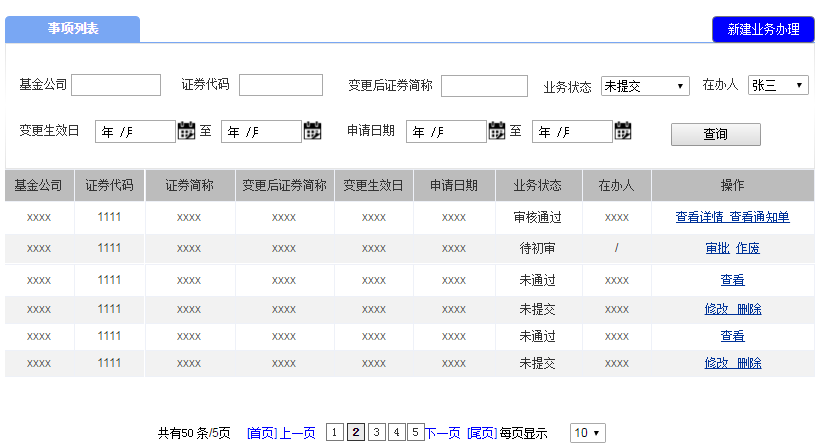 事项列表 新建业务办理
基金公司 证券代码 变更后证券简称 业务状态 未提交 在办人 张三
变更生效日 年 /月 至 年 /月 申请日期 年 /月 至 年 /月 查询
基金公司 证券代码 证券简称 变更后证券简称 变更生效日 申请日期 业务状态 在办人 操作
xxxx 1111 xxxx xxxx xxxx xxxx 审核通过 xxxx 查看详情 查看通知单
xxxx 1111 xxxx xxxx xxxx xxxx 待初审 / 审批 作废
xxxx 1111 xxxx xxxx xxxx xxxx 未通过 xxxx 查看
xxxx 1111 xxxx xxxx xxxx xxxx 未提交 xxxx 修改 删除
xxxx 1111 xxxx xxxx xxxx xxxx 未通过 xxxx 查看
xxxx 1111 xxxx xxxx xxxx xxxx 未提交 xxxx 修改 删除
共有50 条/5页 [首页] 上一页 1 2 3 4 5 下一页 [尾页] 每页显示 10